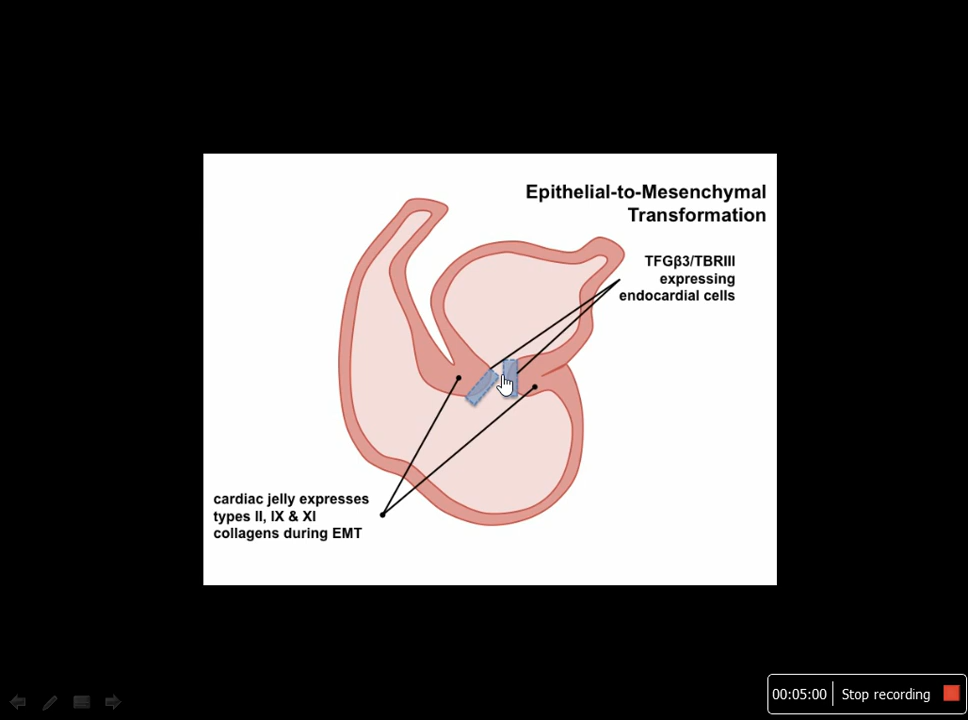 Epithelial-to-Mesenchymal
Transformation
TFGβ3/TBRIII
expressing
endocardial cells
cardiac jelly expresses
types II, IX & XI
collagens during EMT
00:05:00 Stop recording